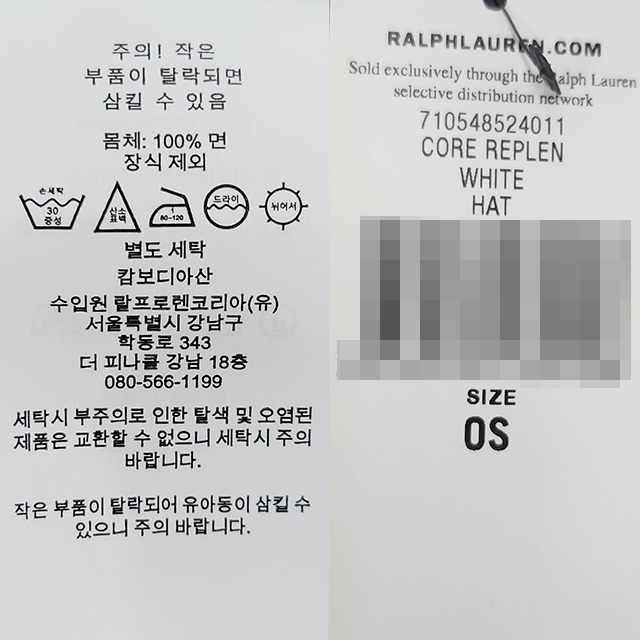 주의! 작은
부품이 탈락되면
삼킬 수 있음
몸체: 100% 면
장식 제외
손세탁
30
중성
산소
표백
1
80~120
드라이
뉘어서
별도 세탁
캄보디아산
수입원 랄프로렌코리아(유)
서울특별시 강남구
학동로 343
더 피나클 강남 18층
080-566-1199
세탁시 부주의로 인한 탈색 및 오염된
제품은 교환할 수 없으니 세탁시 주의
바랍니다.
작은 부품이 탈락되어 유아동이 삼킬 수
있으니 주의 바랍니다.
RALPHLAUREN.COM
Sold exclusively through the Ralph Lauren
selective distribution network
710548524011
CORE REPLEN
WHITE
HAT
SIZE
OS